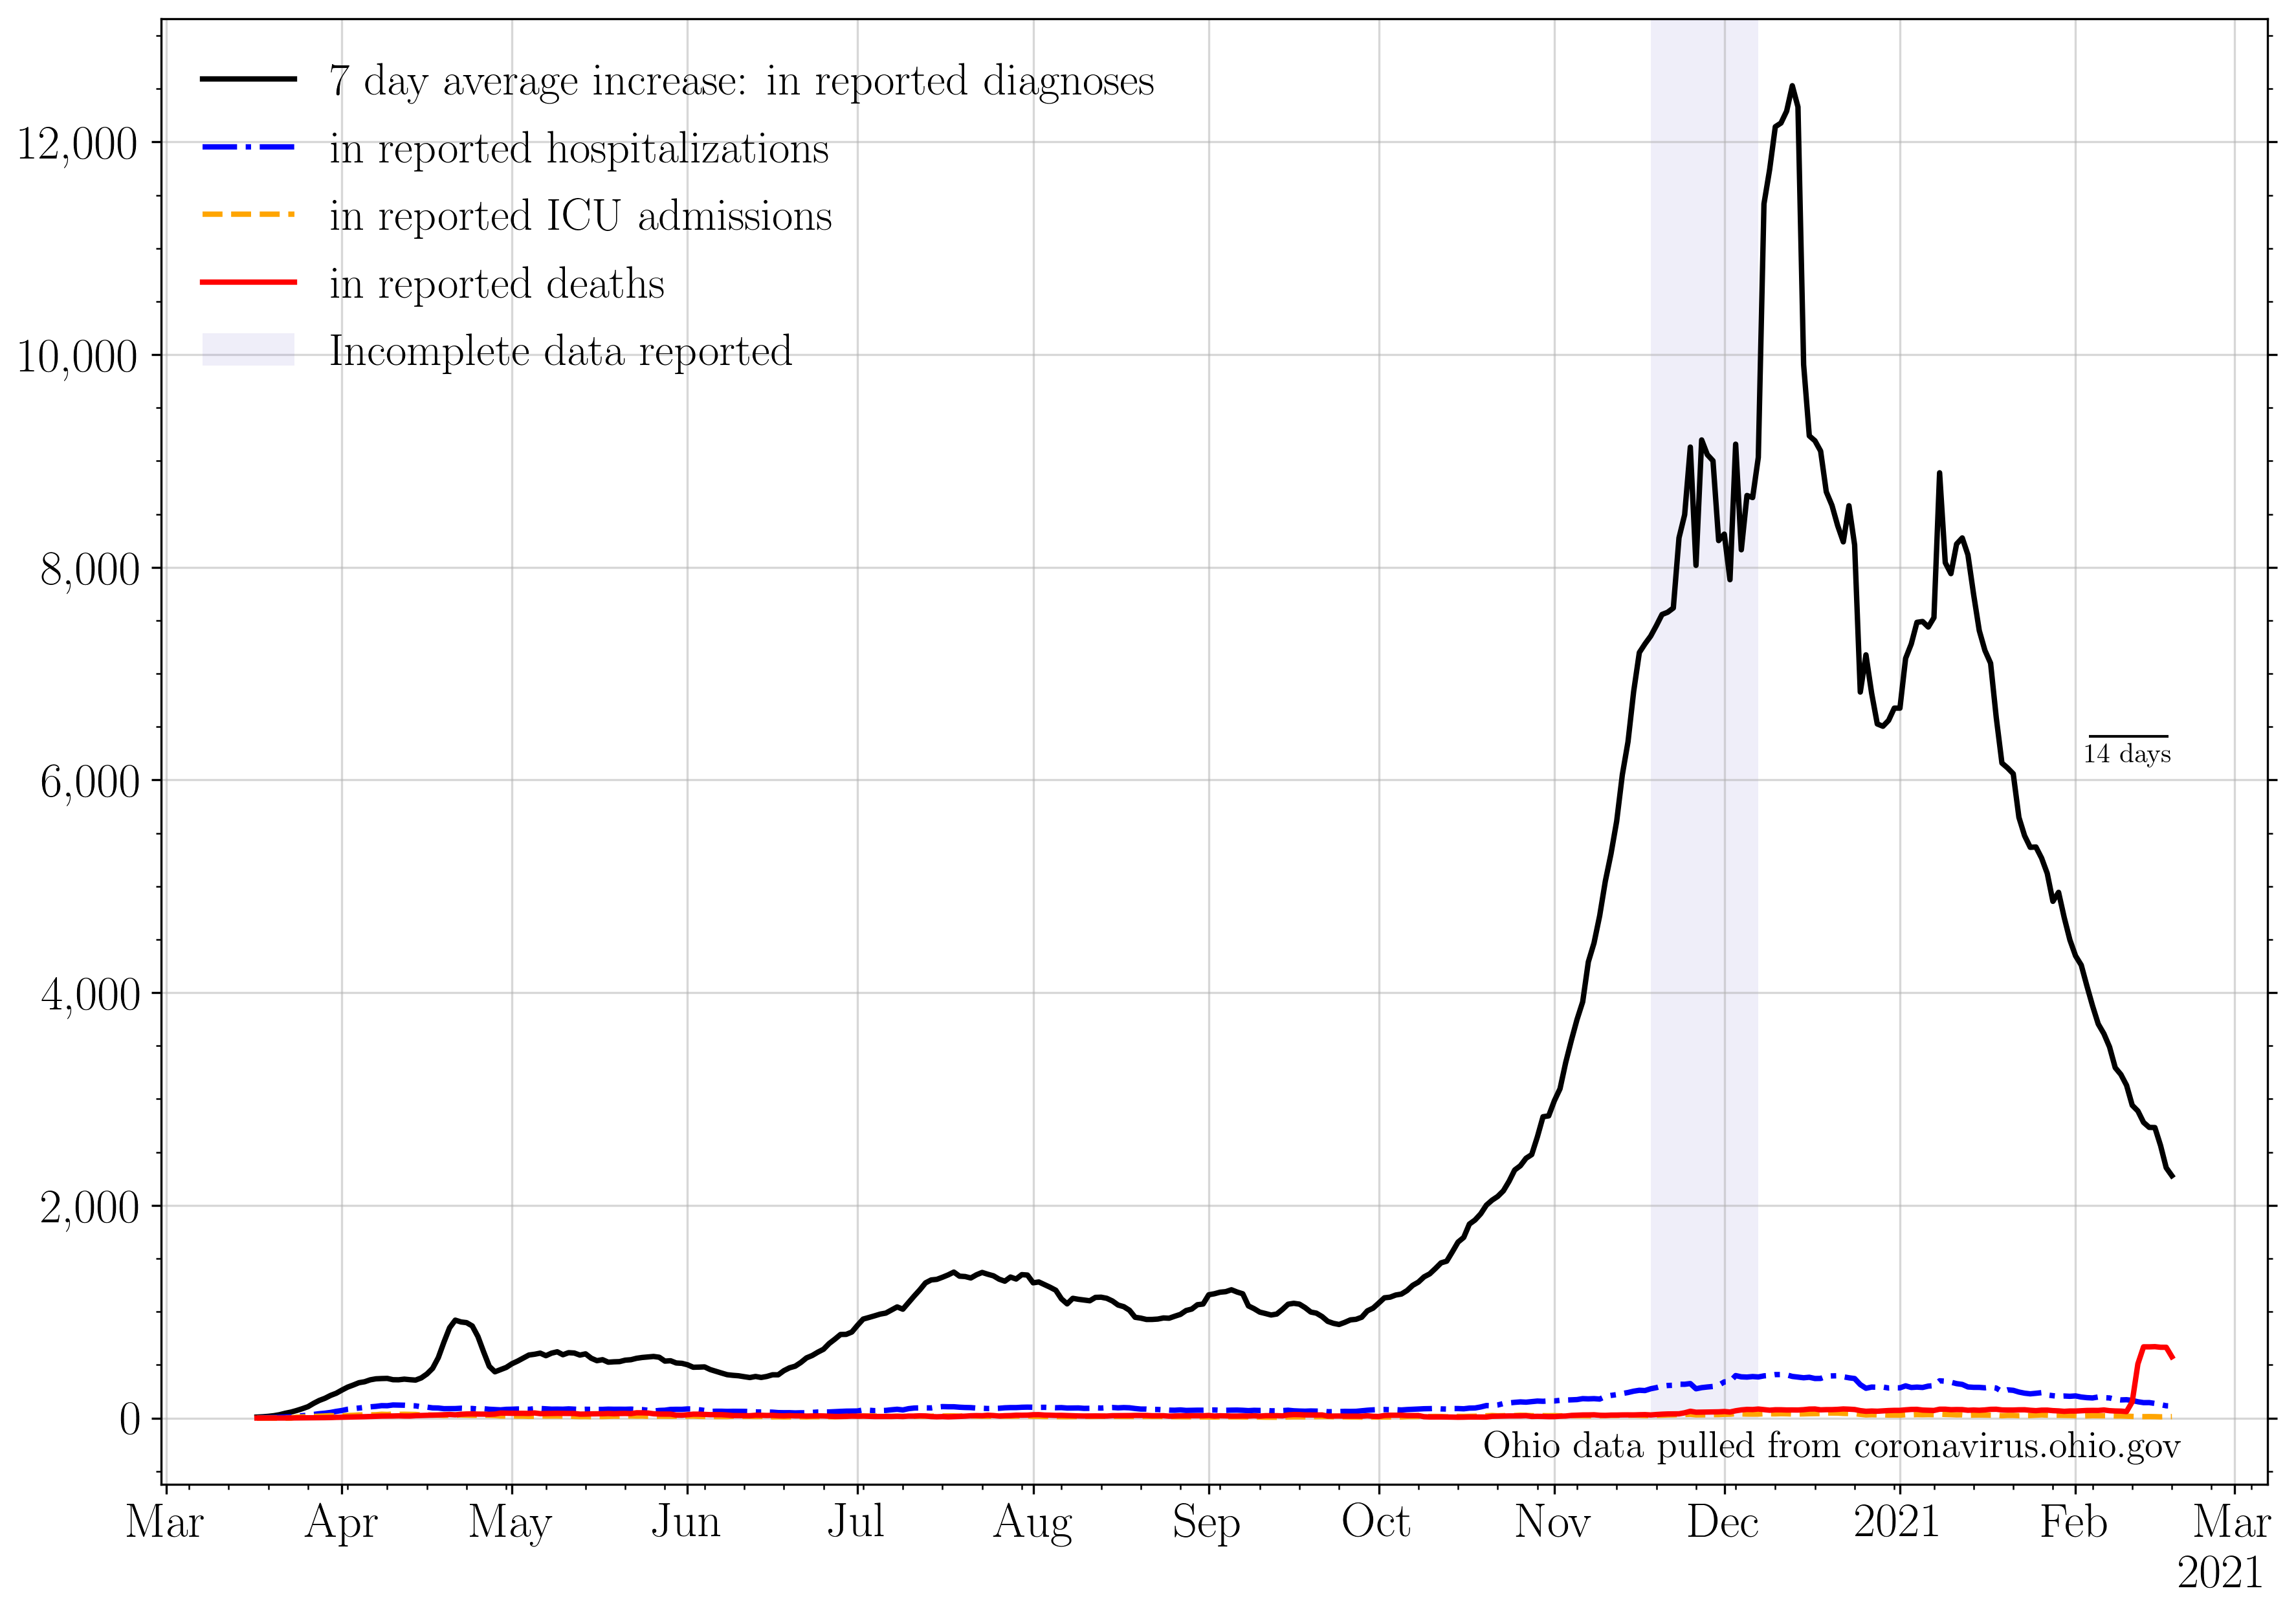 7 day average increase: in reported diagnoses
in reported hospitalizations
in reported ICU admissions
in reported deaths
Incomplete data reported
12,000
10,000
8,000
6,000
4,000
2,000
0
14 days
Ohio data pulled from coronavirus.ohio.gov
Mar Apr May Jun Jul Aug Sep Oct Nov Dec 2021 Feb Mar
2021